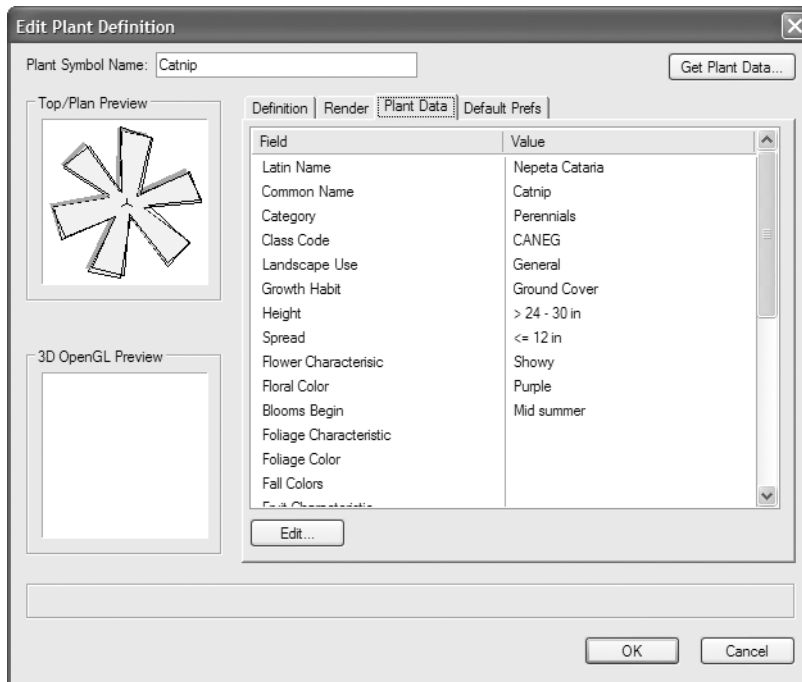 Edit Plant Definition
Plant Symbol Name: Catnip
Get Plant Data...
Top/Plan Preview
3D OpenGL Preview
Definition Render Plant Data Default Prefs
Field Value
Latin Name Nepeta Cataria
Common Name Catnip
Category Perennials
Class Code CANEG
Landscape Use General
Growth Habit Ground Cover
Height > 24 - 30 in
Spread <= 12 in
Flower Characterisic Showy
Floral Color Purple
Blooms Begin Mid summer
Foliage Characteristic
Foliage Color
Fall Colors
Fruit Characteristic
Edit...
OK Cancel